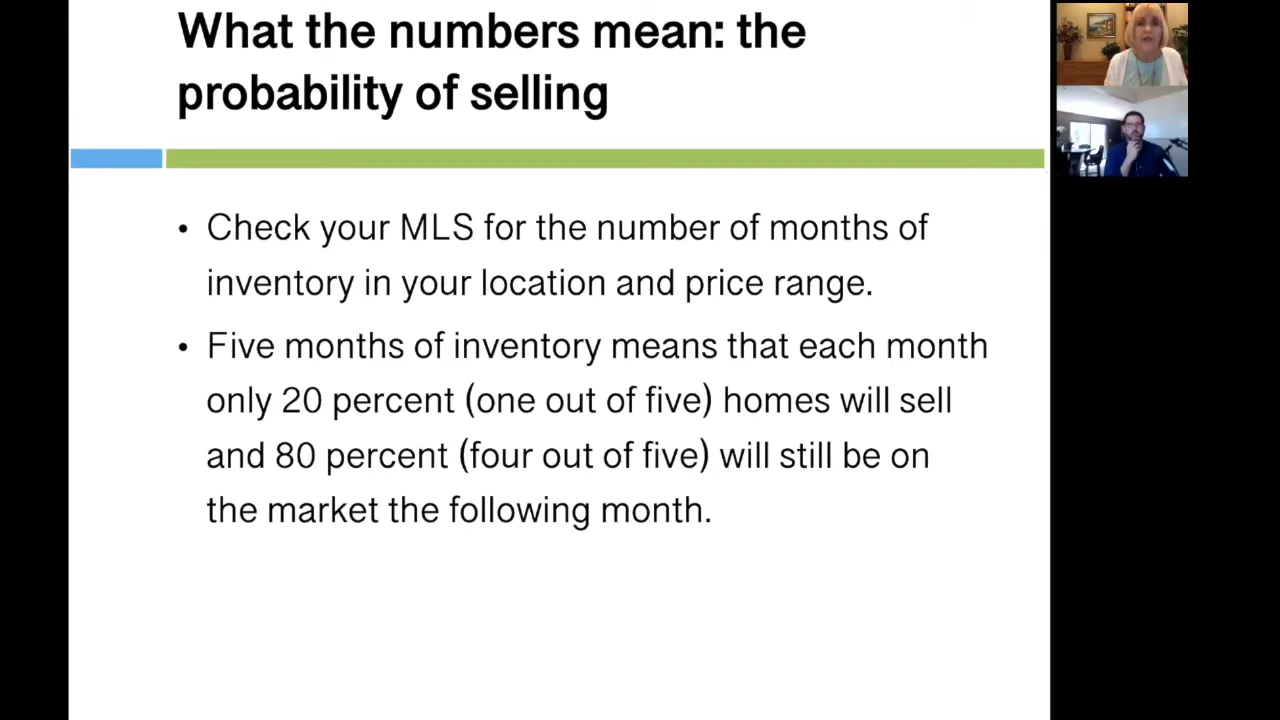 What the numbers mean: the
probability of selling
• Check your MLS for the number of months of
inventory in your location and price range.
• Five months of inventory means that each month
only 20 percent (one out of five) homes will sell
and 80 percent (four out of five) will still be on
the market the following month.